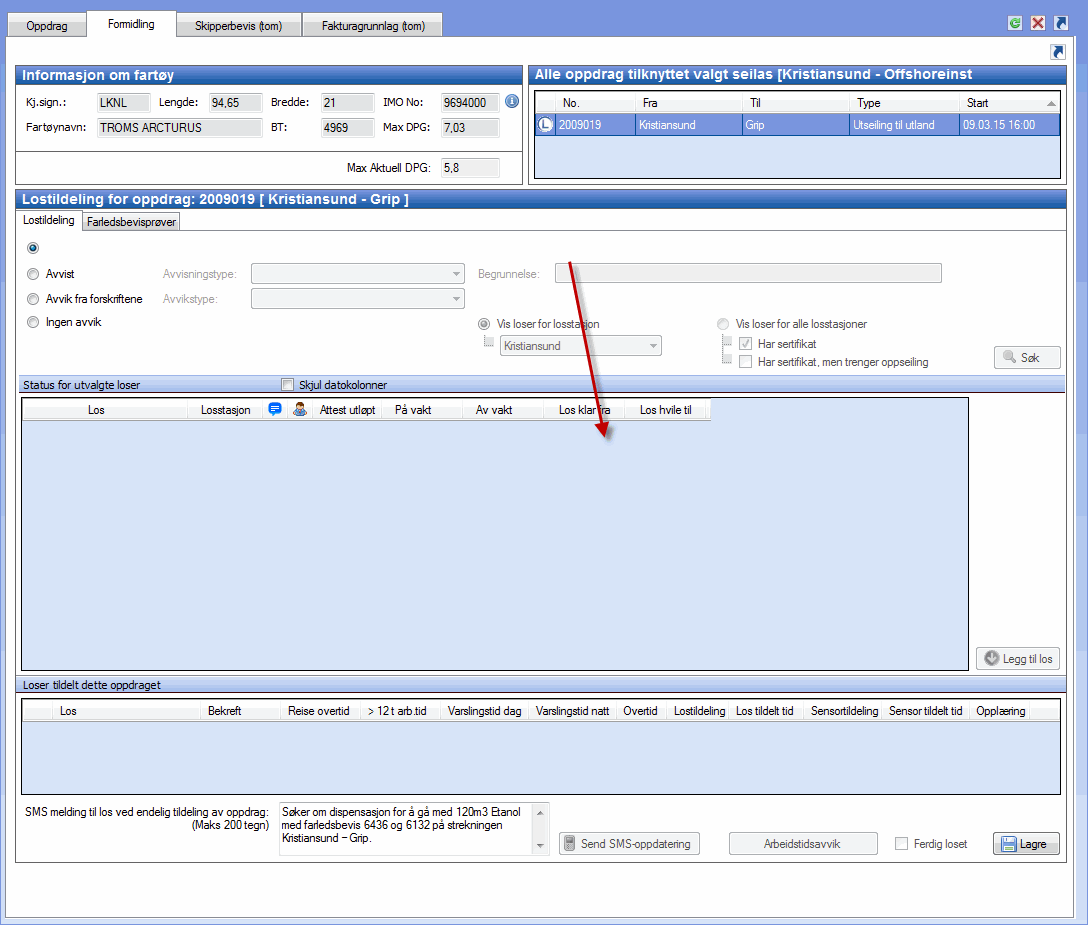 Oppdrag
Formidling
Skipperbevis (tom)
Fakturagrunnlag (tom)
Informasjon om fartøy
Kj.sign.: LKNL Lengde: 94,65 Bredde: 21 IMO No: 9694000
Fartøynavn: TROMS ARCTURUS BT: 4969 Max DPG: 7,03
Max Aktuell DPG: 5,8
Alle oppdrag tilknyttet valgt seilas [Kristiansund - Offshoreinst
No. Fra Til Type Start
L 2009019 Kristiansund Grip Utseiling til utland 09.03.15 16:00
Lostildeling for oppdrag: 2009019 [ Kristiansund - Grip ]
Lostildeling Farledsbevisprøver
Avvist Avvisningstype: Begrunnelse:
Avvik fra forskriftene Avvikstype:
Ingen avvik
Vis loser for losstasjon
Kristiansund
Vis loser for alle losstasjoner
Har sertifikat
Har sertifikat, men trenger oppseiling
Søk
Status for utvalgte loser Skjul datokolonner
Los Losstasjon Attest utløpt På vakt Av vakt Los klar fra Los hvile til
Legg til los
Loser tildelt dette oppdraget
Los Bekreft Reise overtid > 12 t arb.tid Varslingstid dag Varslingstid natt Overtid Lostildeling Los tildelt tid Sensortildeling Sensor tildelt tid Opplæring
SMS melding til los ved endelig tildeling av oppdrag:
(Maks 200 tegn)
Søker om dispensasjon for å gå med 120m3 Etanol
med farledsbevis 6436 og 6132 på strekningen
Kristiansund – Grip.
Send SMS-oppdatering
Arbeidstidsavvik
Ferdig loset
Lagre